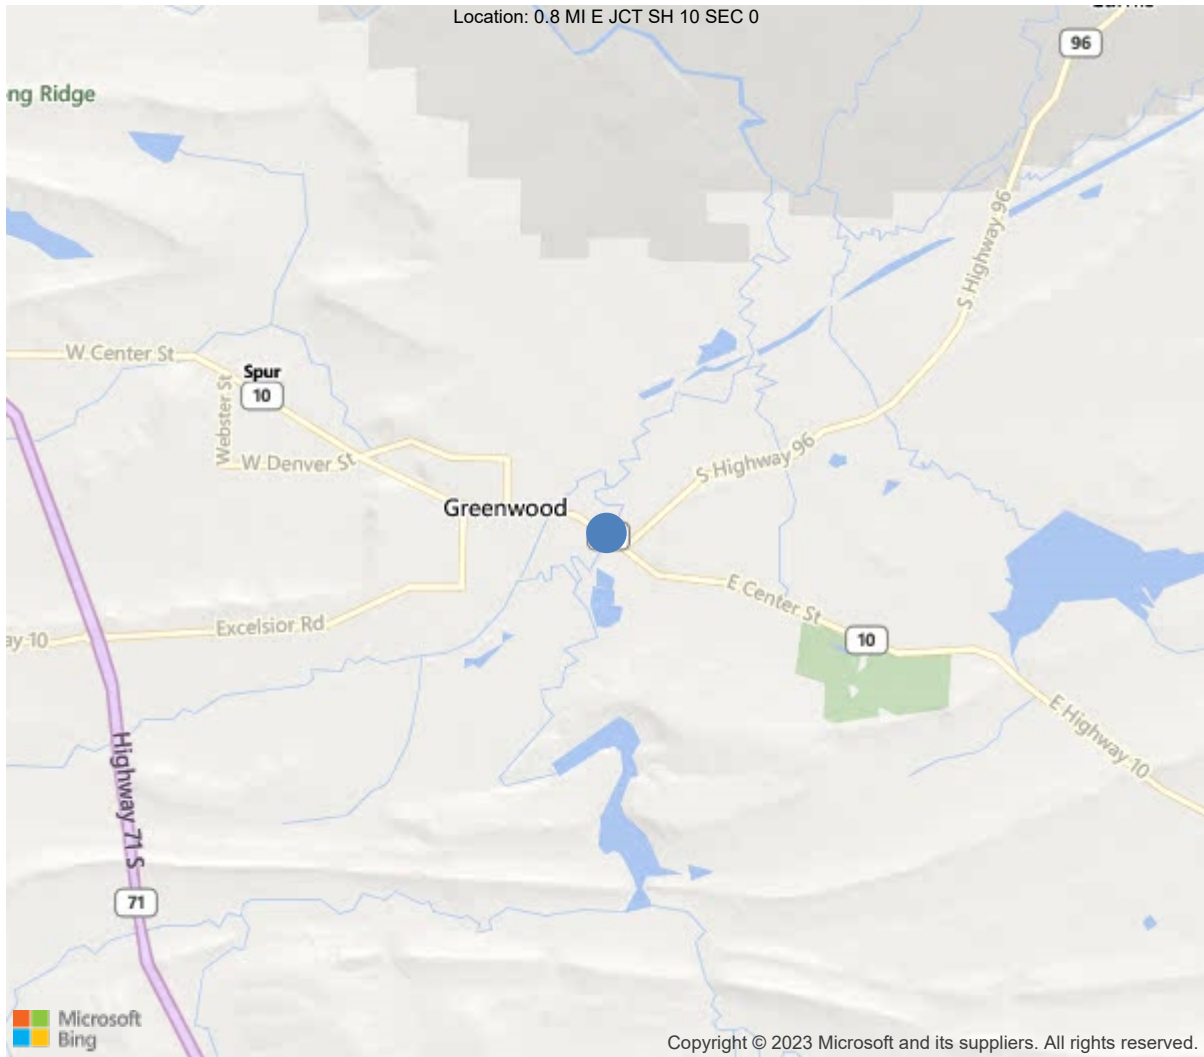 Location: 0.8 MI E JCT SH 10 SEC 0
96
ng Ridge
S Highway 96
W Center St
Spur
10
Webster St
W Denver St
S Highway 96
Greenwood
E Center St
Excelsior Rd
ay 10
10
E Highway 10
Highway 71 S
71
Microsoft
Bing
Copyright © 2023 Microsoft and its suppliers. All rights reserved.